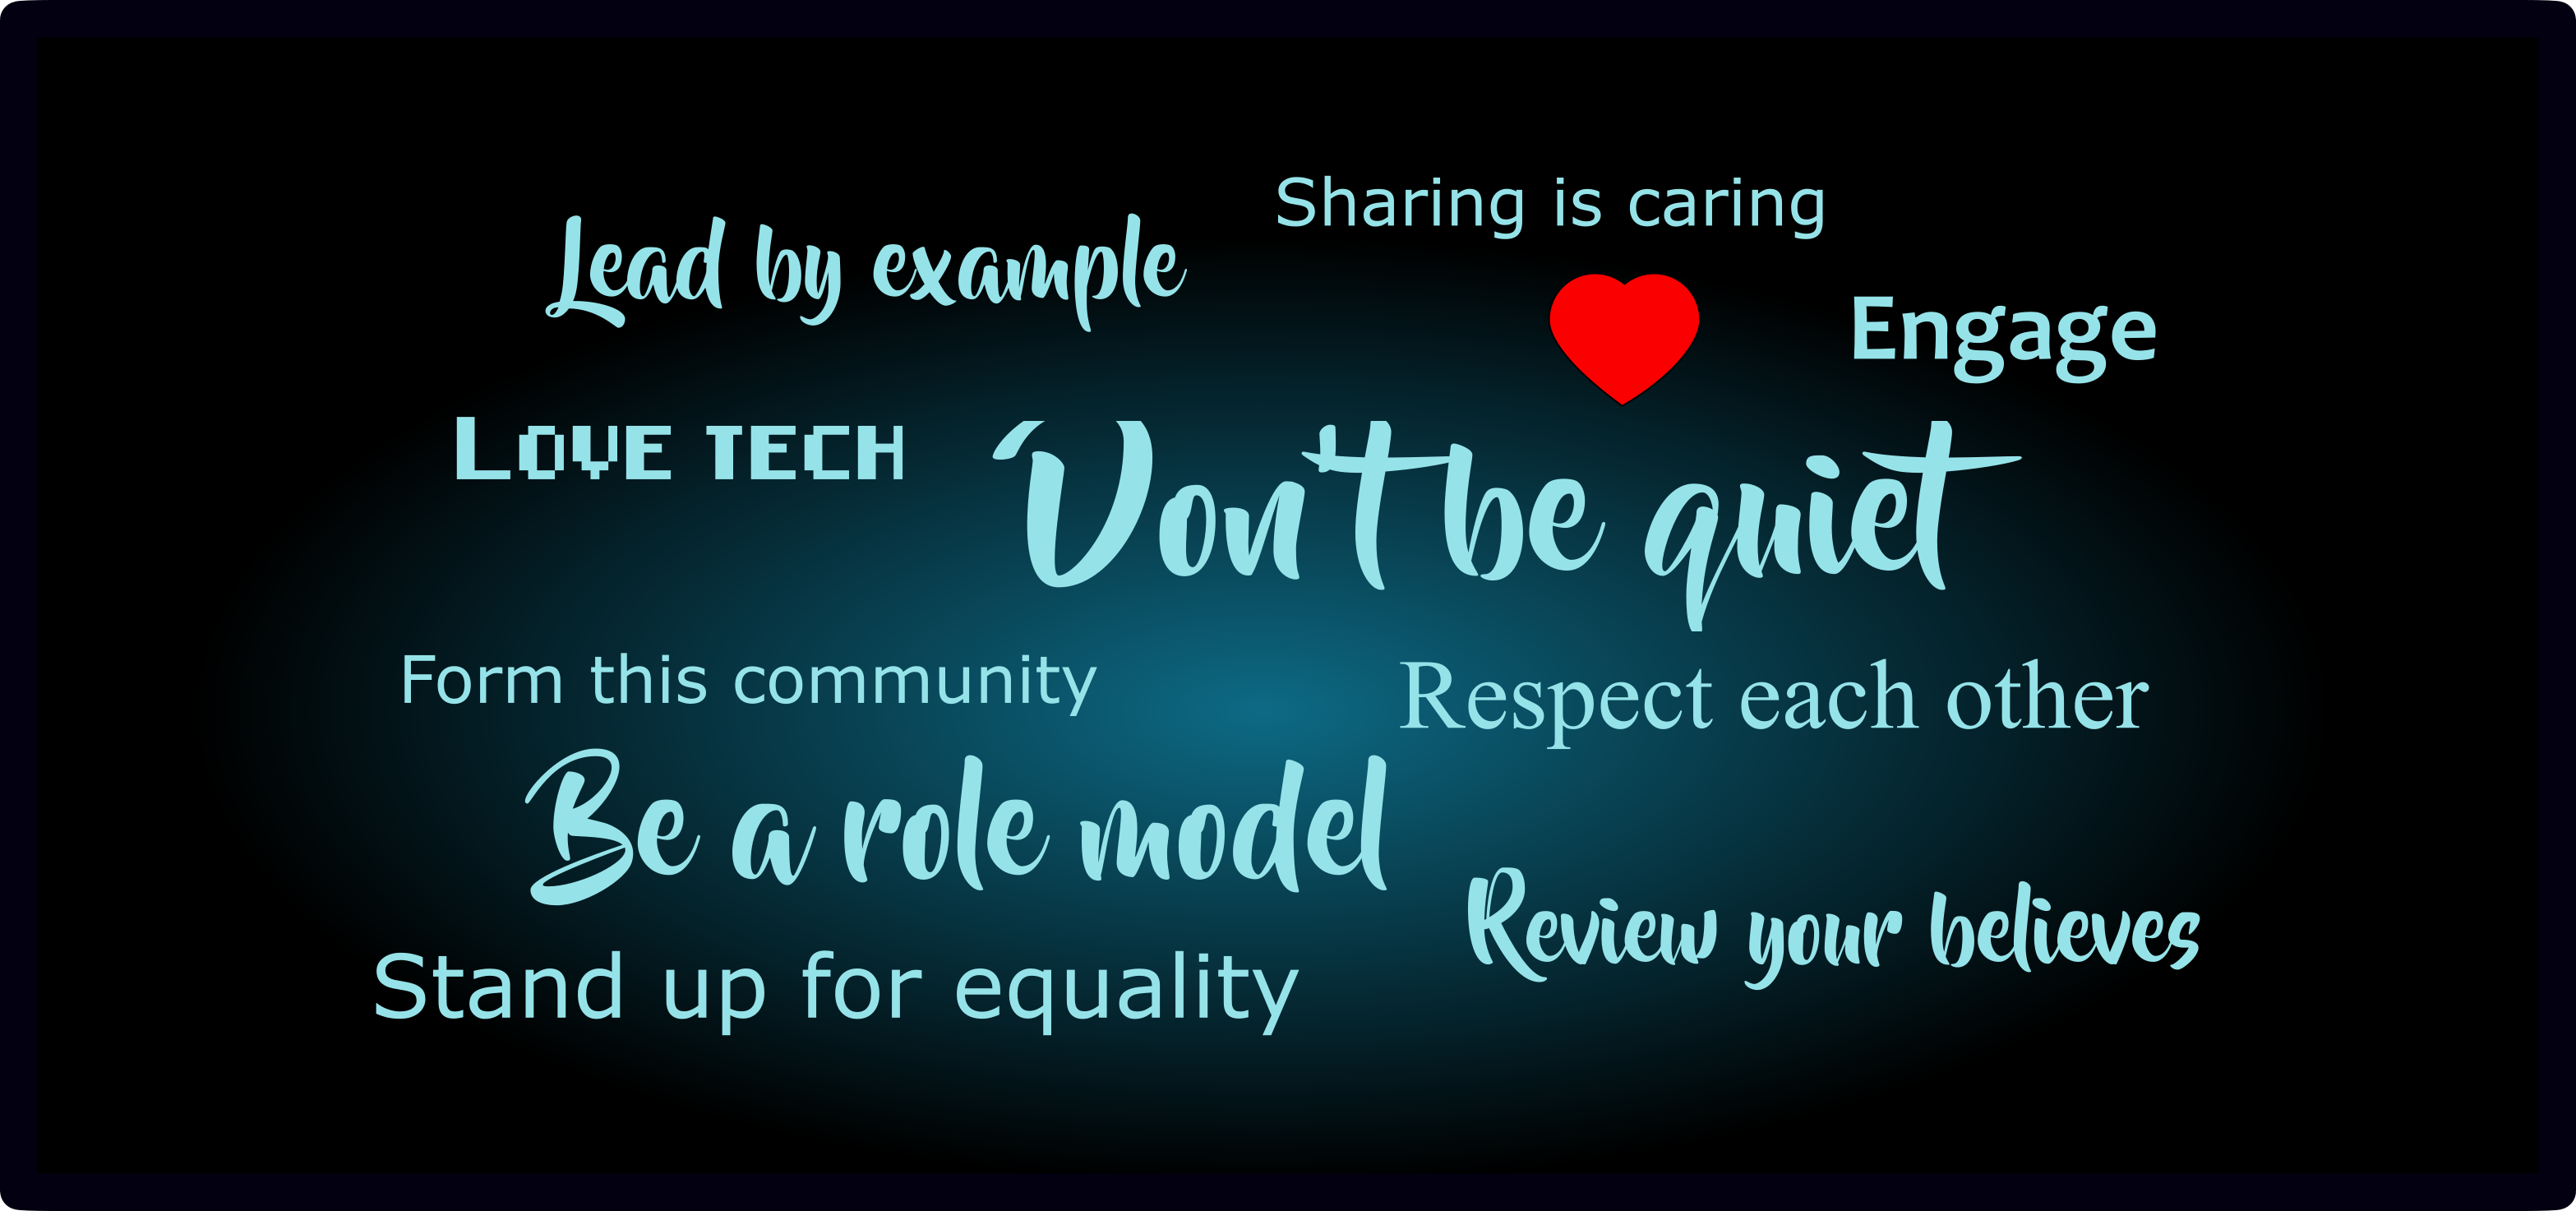 Sharing is caring
Lead by example
Engage
Love tech
Don't be quiet
Form this community
Respect each other
Be a role model
Review your believes
Stand up for equality